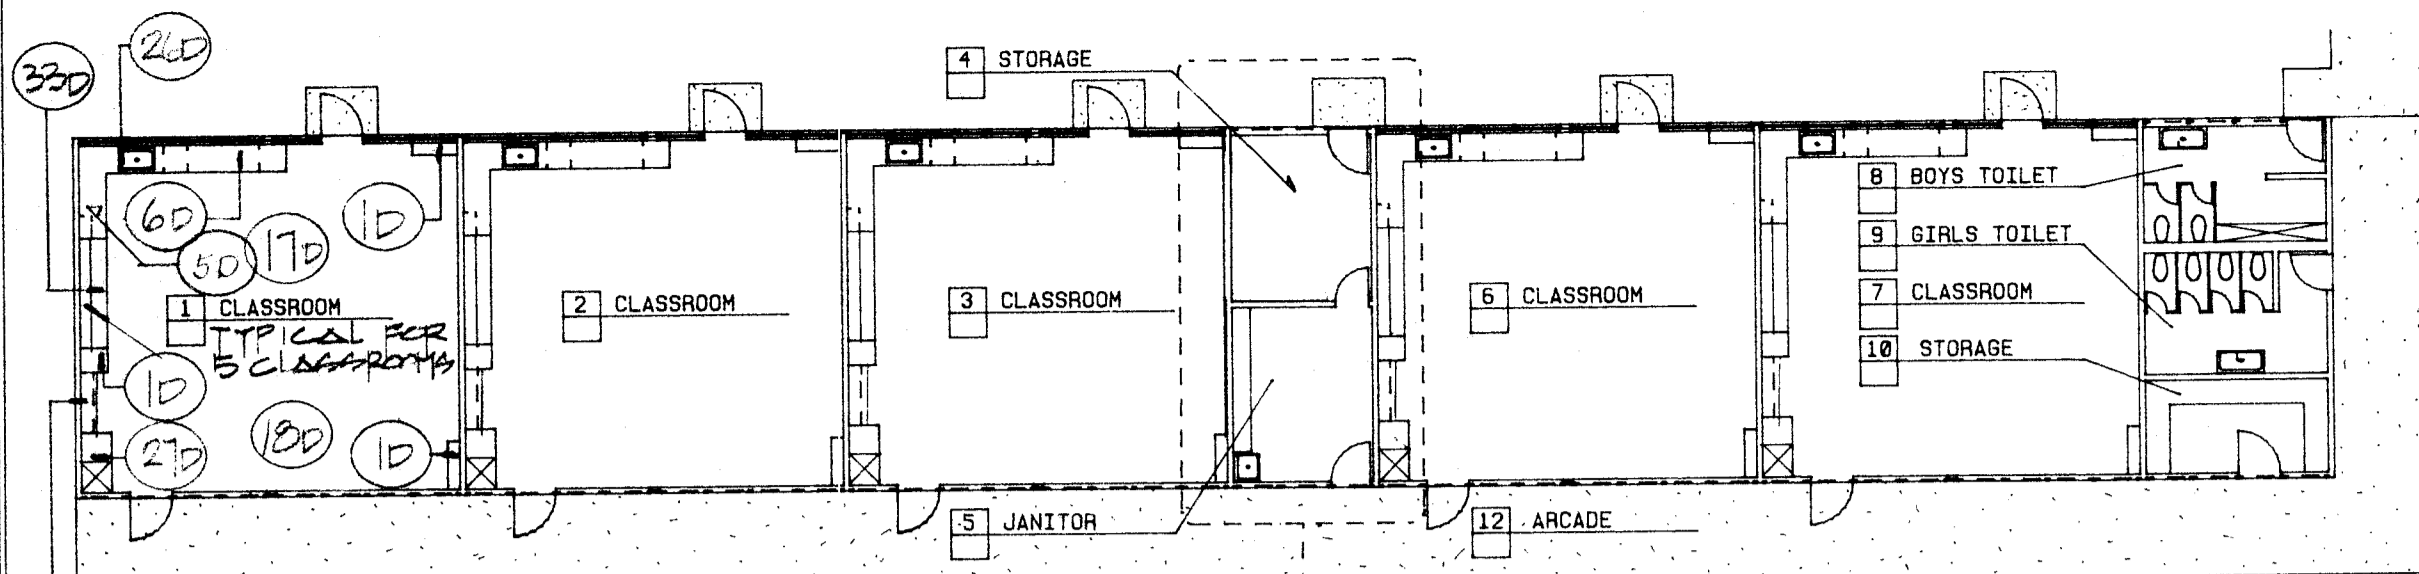 26D
33D
4 STORAGE
6D
1D
17D
5D
8 BOYS TOILET
9 GIRLS TOILET
1 CLASSROOM
TYPICAL FOR
5 CLASSROOMS
2 CLASSROOM
3 CLASSROOM
6 CLASSROOM
7 CLASSROOM
10 STORAGE
1D
18D
1D
27D
5 JANITOR
12 ARCADE